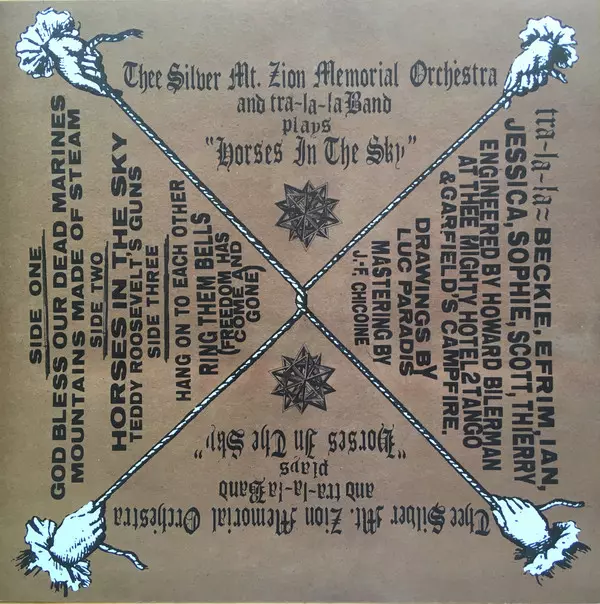 Thee Silver Mt. Zion Memorial Orchestra
and tra-la-la Band
plays
"Horses In The Sky"
SIDE ONE
GOD BLESS OUR DEAD MARINES
MOUNTAINS MADE OF STEAM
SIDE TWO
HORSES IN THE SKY
TEDDY ROOSEVELT'S GUNS
SIDE THREE
HANG ON TO EACH OTHER
RING THEM BELLS
(FREEDOM HAS
COME AND
GONE)
tra-la-la= BECKIE, EFRIM, IAN,
JESSICA, SOPHIE, SCOTT, THIERRY
ENGINEERED BY HOWARD BILERMAN
AT THEE MIGHTY HOTEL2TANGO
&GARFIELD'S CAMPFIRE.
DRAWINGS BY
LUC PARADIS
MASTERING BY
J.-F. CHICOINE
Thee Silver Mt. Zion Memorial Orchestra
and tra-la-la Band
plays
"Horses In The Sky"